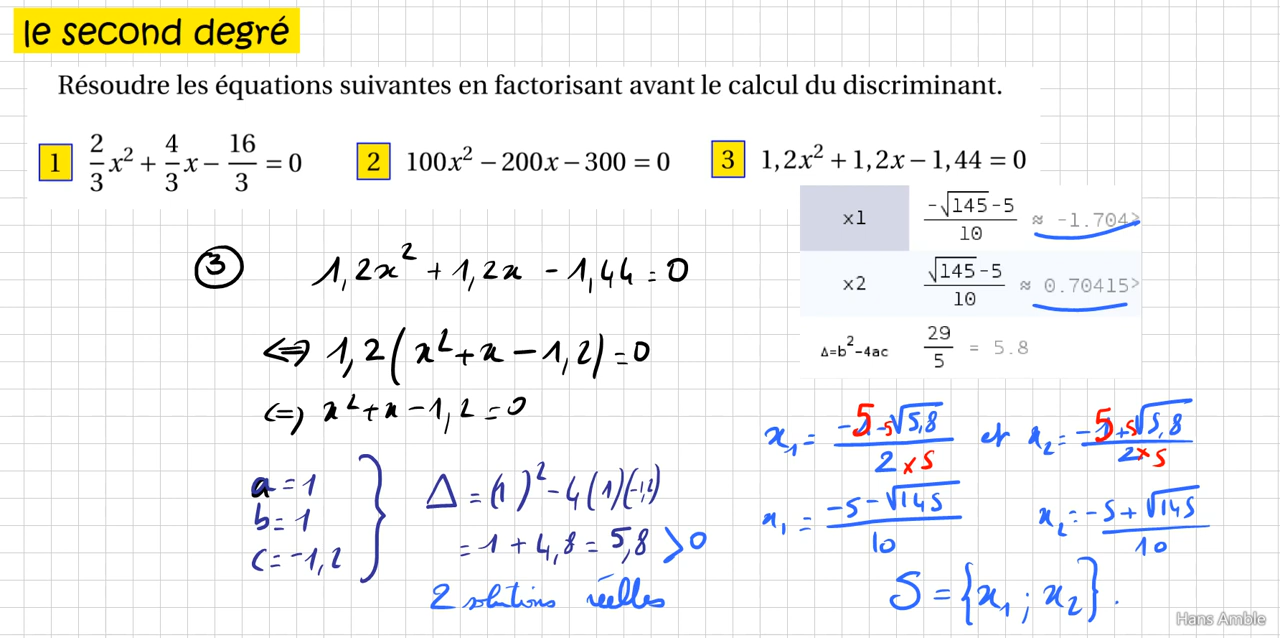 le second degré
Résoudre les équations suivantes en factorisant avant le calcul du discriminant.
1 2/3 x² + 4/3 x − 16/3 = 0 2 100x² − 200x − 300 = 0 3 1,2x² + 1,2x − 1,44 = 0
x1 (−√145 −5)/10 ≈ −1.704>
x2 (√145 −5)/10 ≈ 0.70415>
Δ=b²−4ac 29/5 = 5.8
③ 1,2x² + 1,2x − 1,44 = 0
⟺ 1,2(x² + x − 1,2) = 0
⟺ x² + x − 1,2 = 0
a = 1
b = 1
c = −1,2
Δ = (1)² − 4(1)(−1,2)
= 1 + 4,8 = 5,8 > 0
2 solutions réelles
x₁ = (−5 − 5√5,8)/(2 × 5) et x₂ = (−5 + 5√5,8)/(2 × 5)
x₁ = (−5 − √145)/10 x₂ = (−5 + √145)/10
S = {x₁ ; x₂}.
Hans Amble